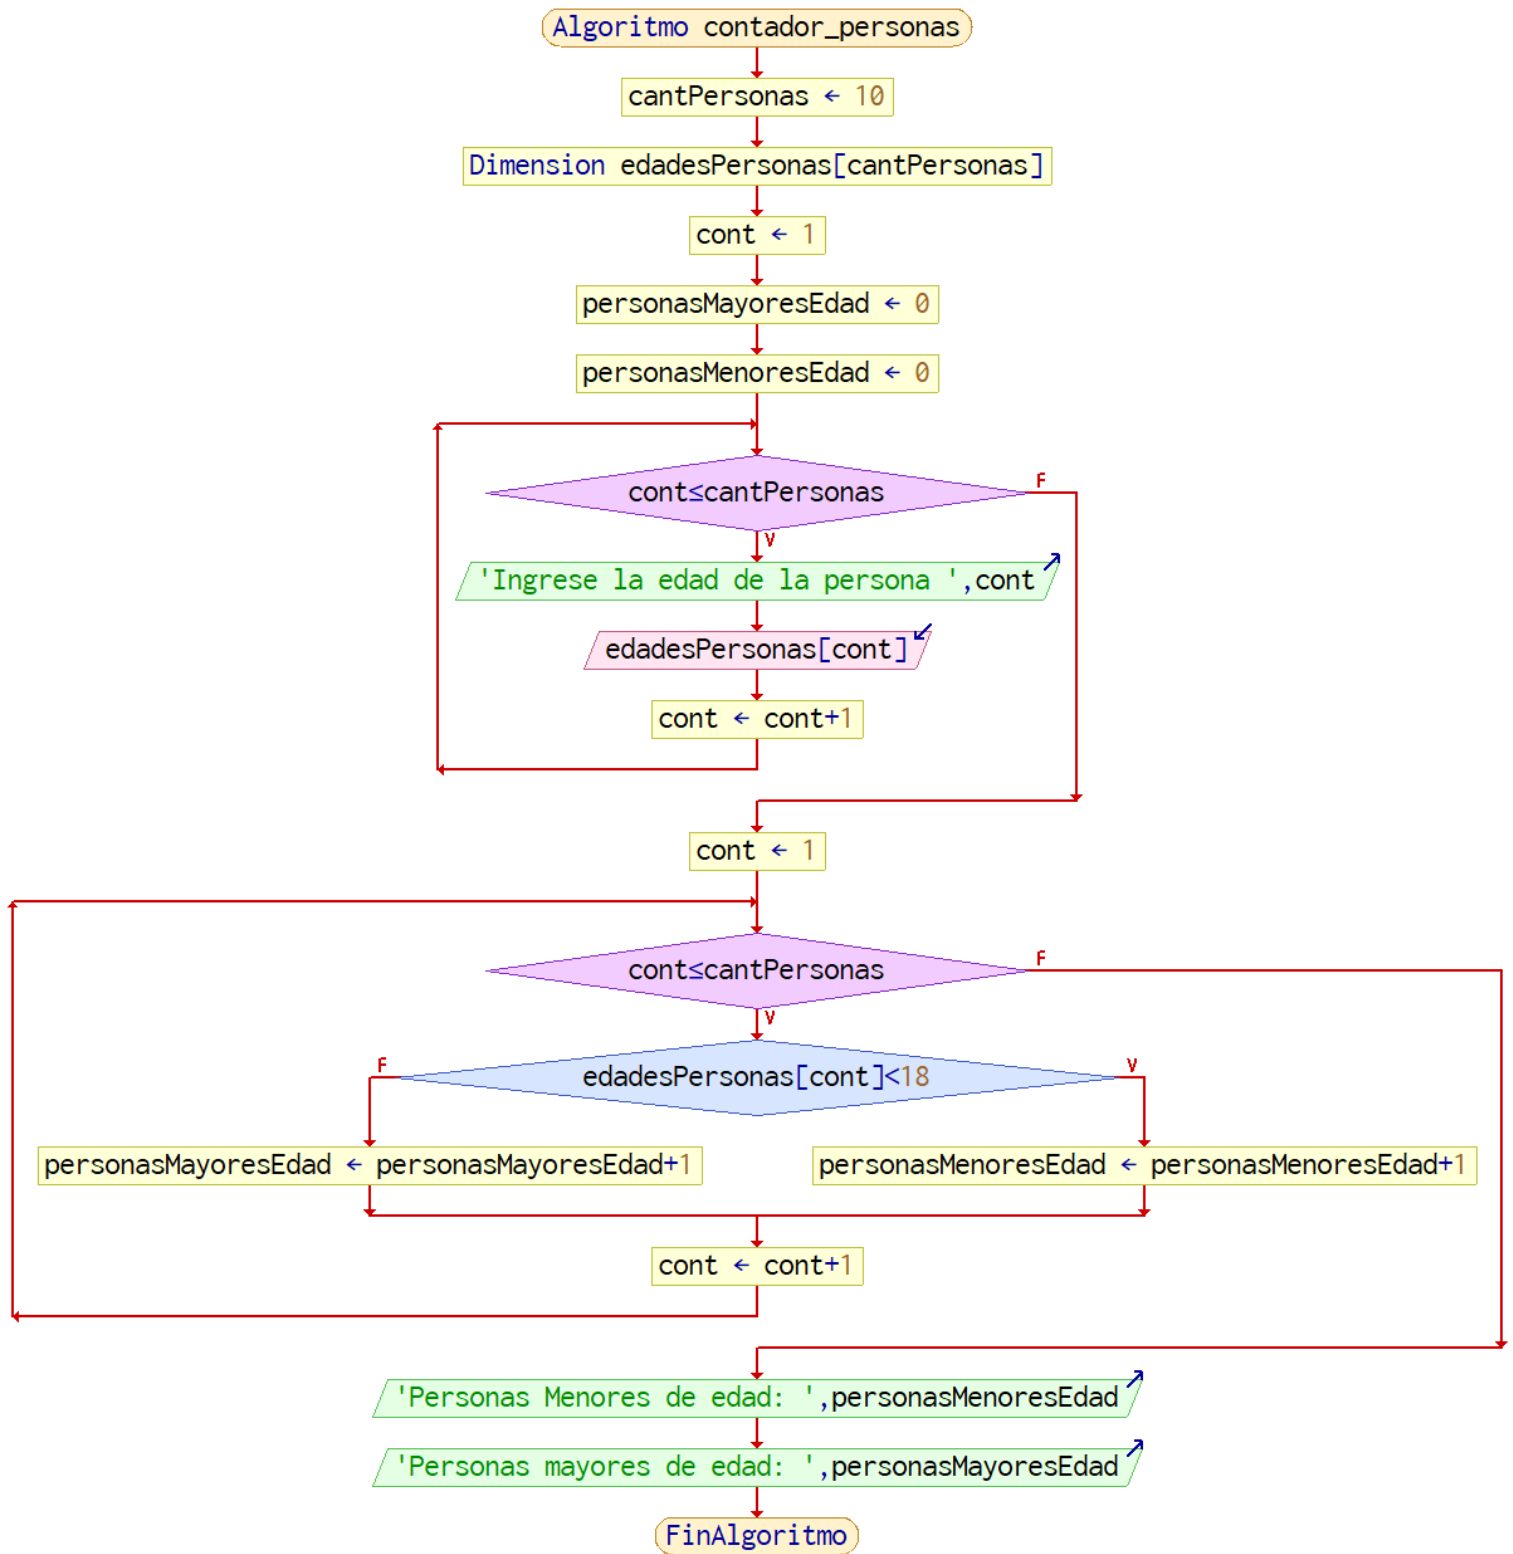 Algoritmo contador_personas
cantPersonas ← 10
Dimension edadesPersonas[cantPersonas]
cont ← 1
personasMayoresEdad ← 0
personasMenoresEdad ← 0
cont≤cantPersonas
F
V
'Ingrese la edad de la persona ',cont
edadesPersonas[cont]
cont ← cont+1
cont ← 1
cont≤cantPersonas
F
V
F
edadesPersonas[cont]<18
V
personasMayoresEdad ← personasMayoresEdad+1
personasMenoresEdad ← personasMenoresEdad+1
cont ← cont+1
'Personas Menores de edad: ',personasMenoresEdad
'Personas mayores de edad: ',personasMayoresEdad
FinAlgoritmo